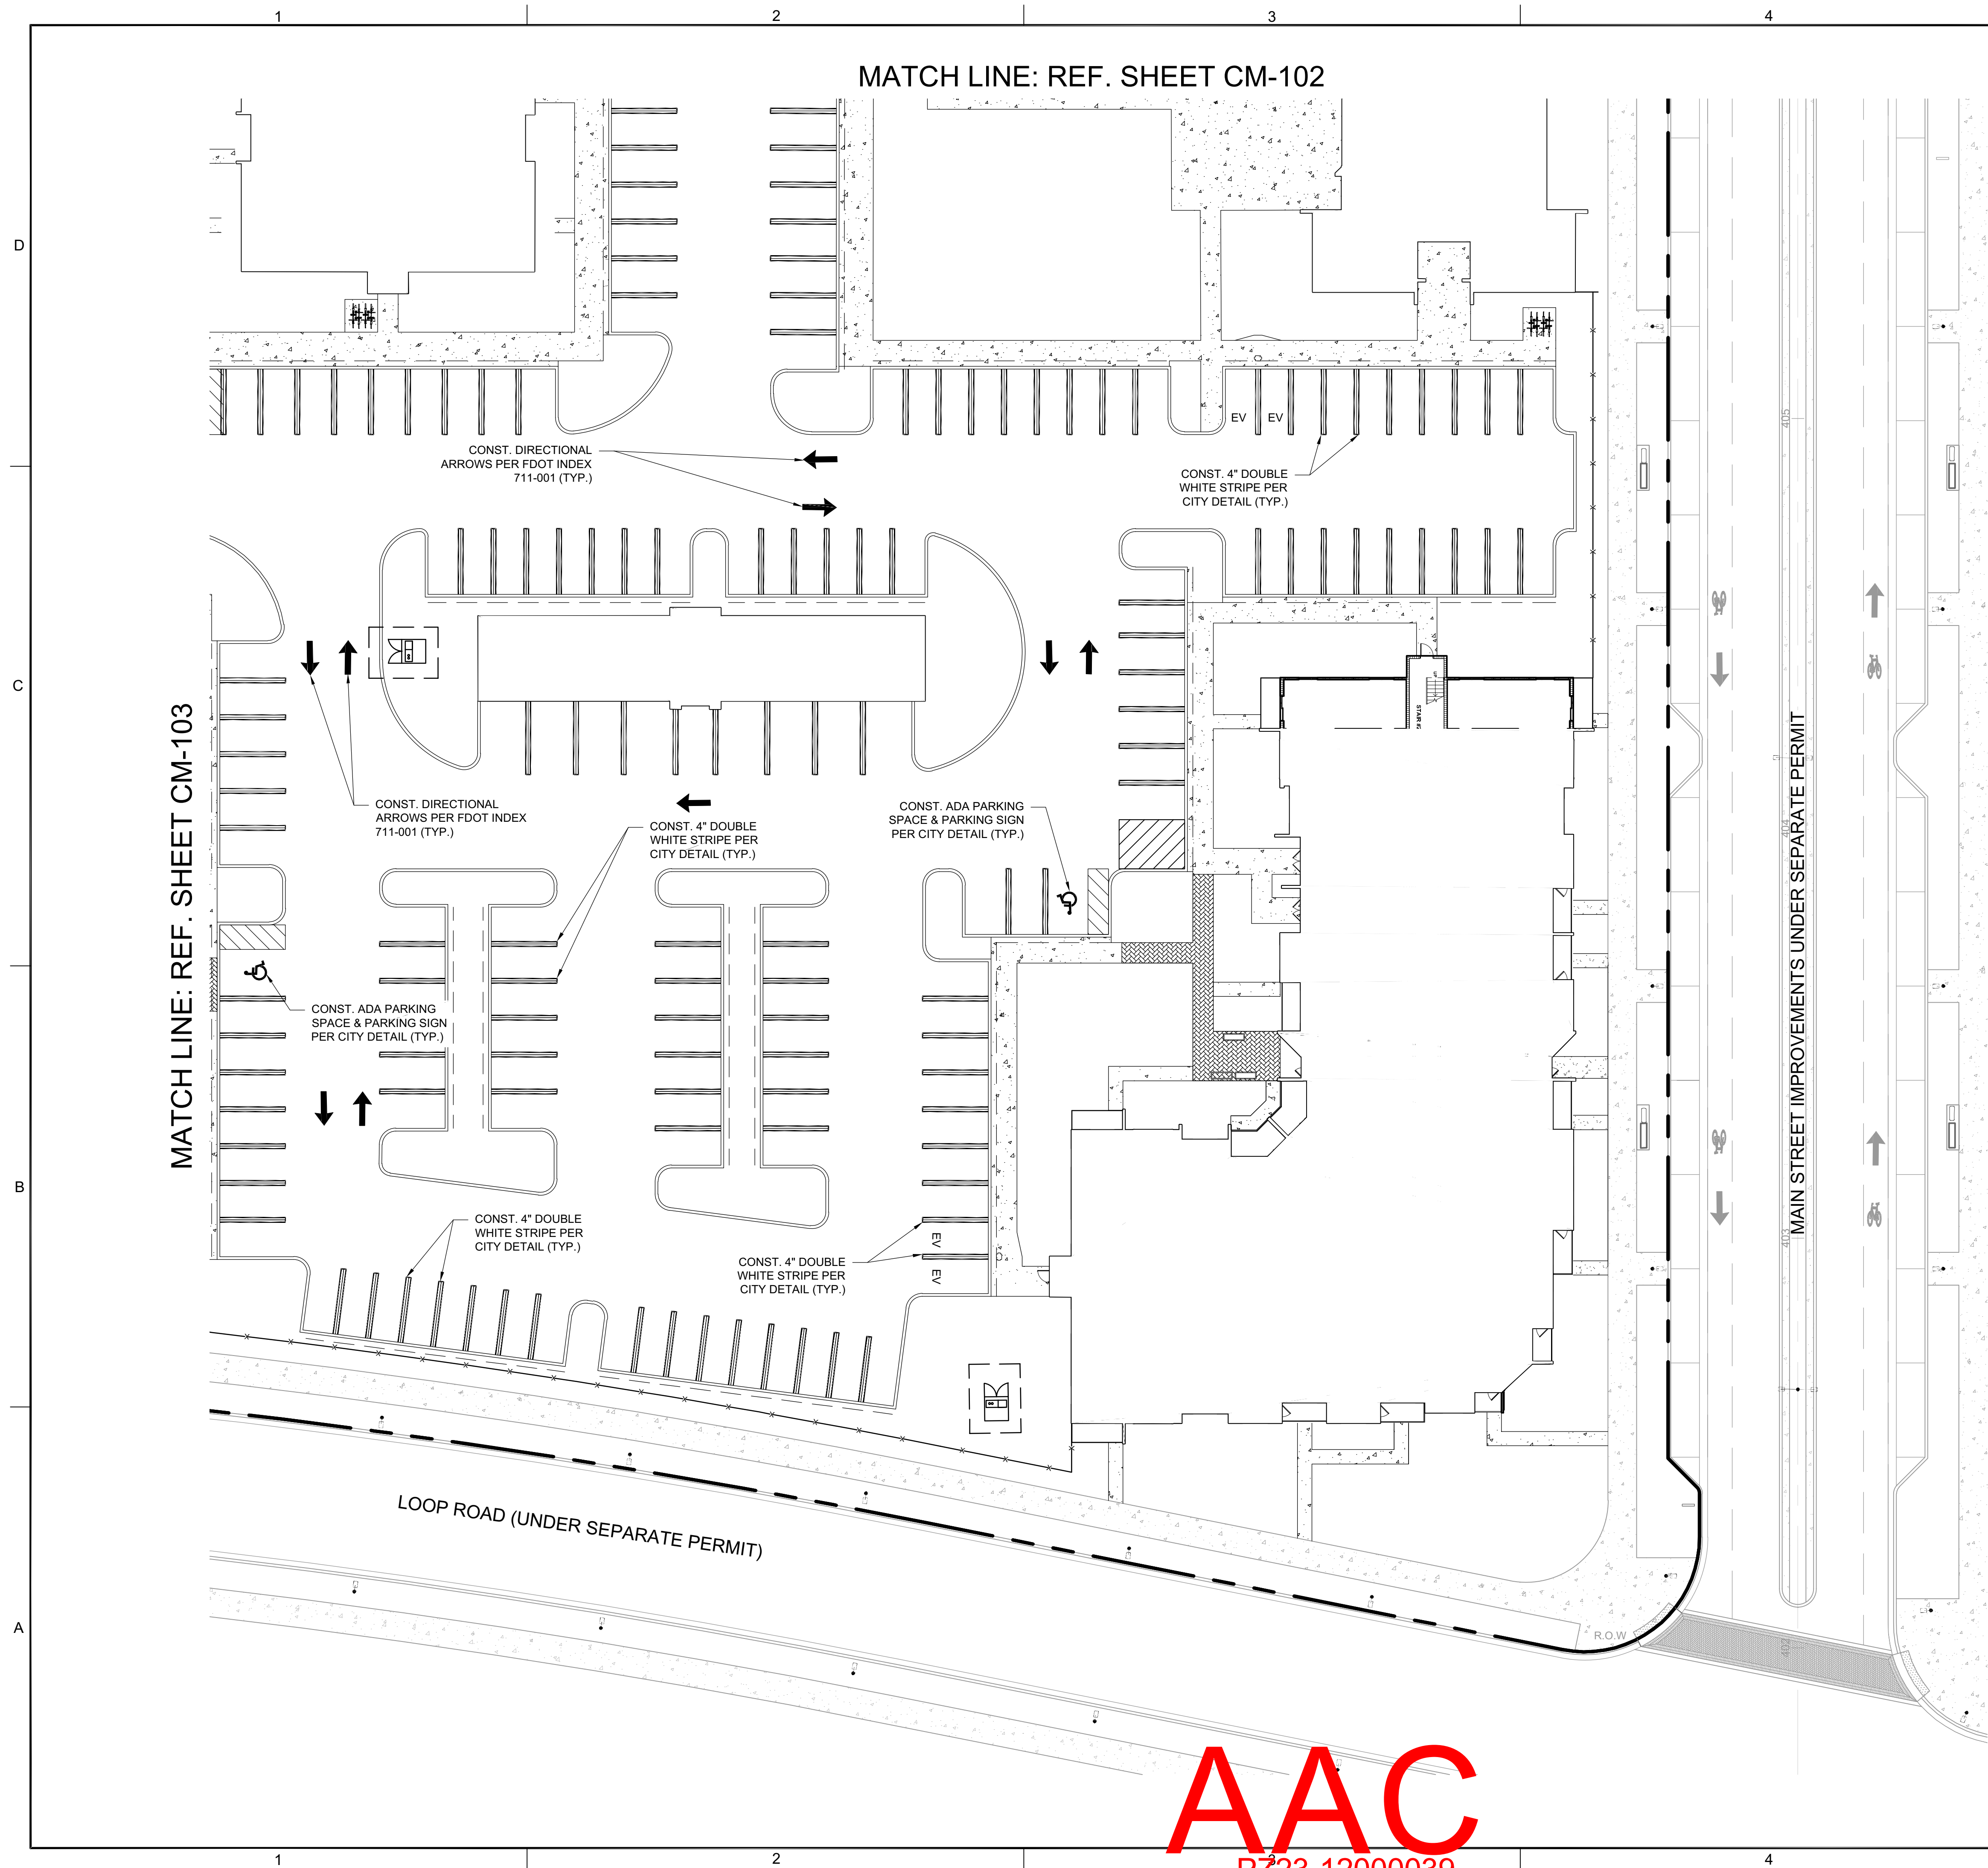 1
2
3
4
MATCH LINE: REF. SHEET CM-102
D
EV EV
CONST. DIRECTIONAL
ARROWS PER FDOT INDEX
711-001 (TYP.)
CONST. 4" DOUBLE
WHITE STRIPE PER
CITY DETAIL (TYP.)
405
C
MATCH LINE: REF. SHEET CM-103
STAIR
MAIN STREET IMPROVEMENTS UNDER SEPARATE PERMIT
CONST. DIRECTIONAL
ARROWS PER FDOT INDEX
711-001 (TYP.)
CONST. 4" DOUBLE
WHITE STRIPE PER
CITY DETAIL (TYP.)
CONST. ADA PARKING
SPACE & PARKING SIGN
PER CITY DETAIL (TYP.)
404
CONST. ADA PARKING
SPACE & PARKING SIGN
PER CITY DETAIL (TYP.)
B
CONST. 4" DOUBLE
WHITE STRIPE PER
CITY DETAIL (TYP.)
EV
EV
CONST. 4" DOUBLE
WHITE STRIPE PER
CITY DETAIL (TYP.)
403
LOOP ROAD (UNDER SEPARATE PERMIT)
A
R.O.W
402
AAC
PZ23-12000039
1
2
3
4